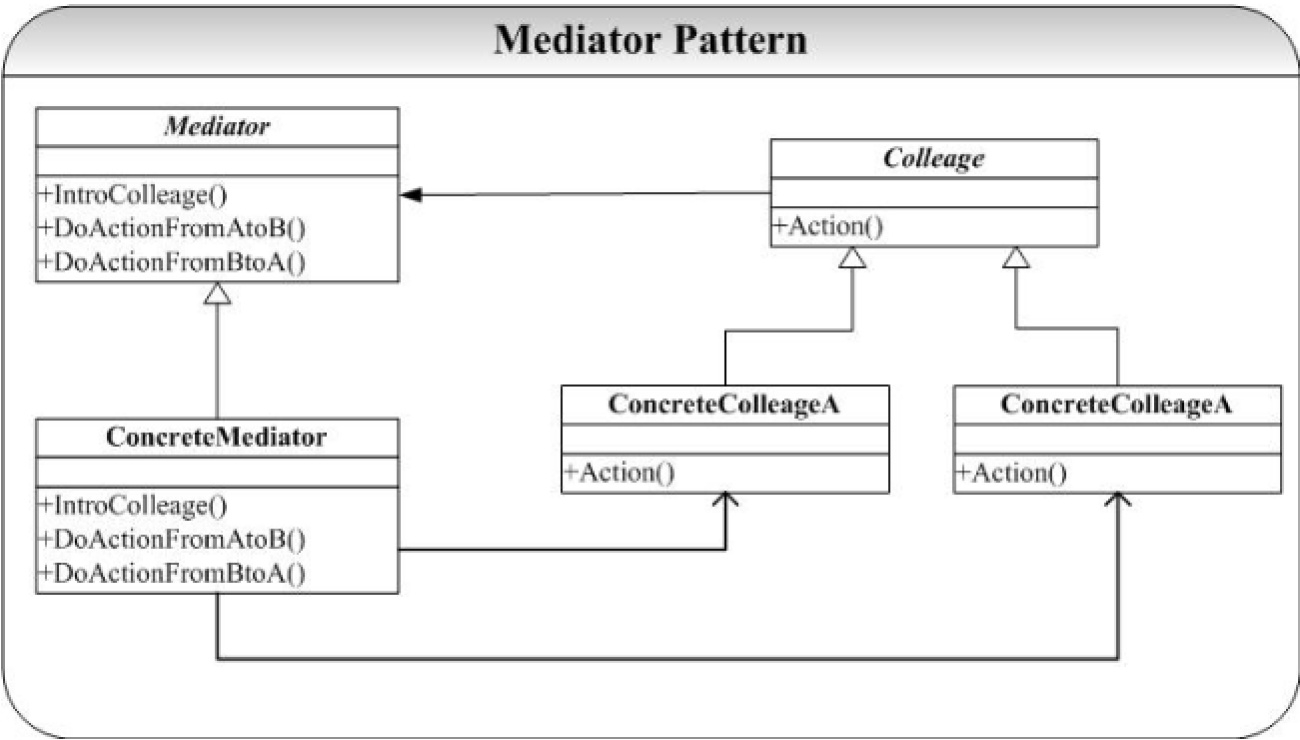 Mediator Pattern
Mediator
+IntroColleage()
+DoActionFromAtoB()
+DoActionFromBtoA()
Colleage
+Action()
ConcreteMediator
+IntroColleage()
+DoActionFromAtoB()
+DoActionFromBtoA()
ConcreteColleageA
+Action()
ConcreteColleageA
+Action()